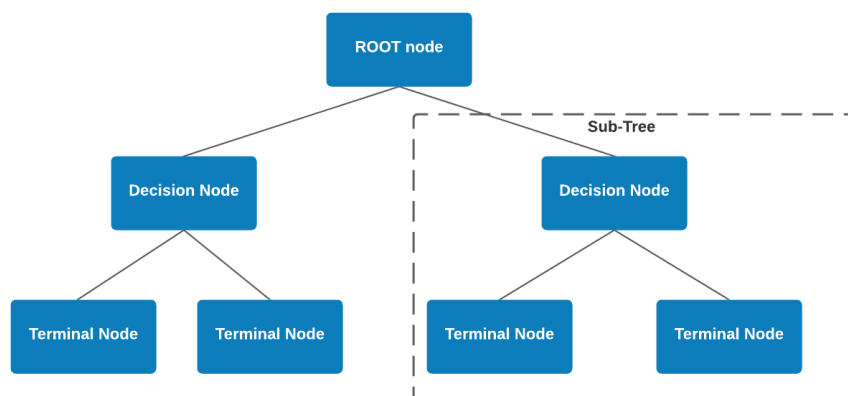 ROOT node
Sub-Tree
Decision Node
Decision Node
Terminal Node
Terminal Node
Terminal Node
Terminal Node